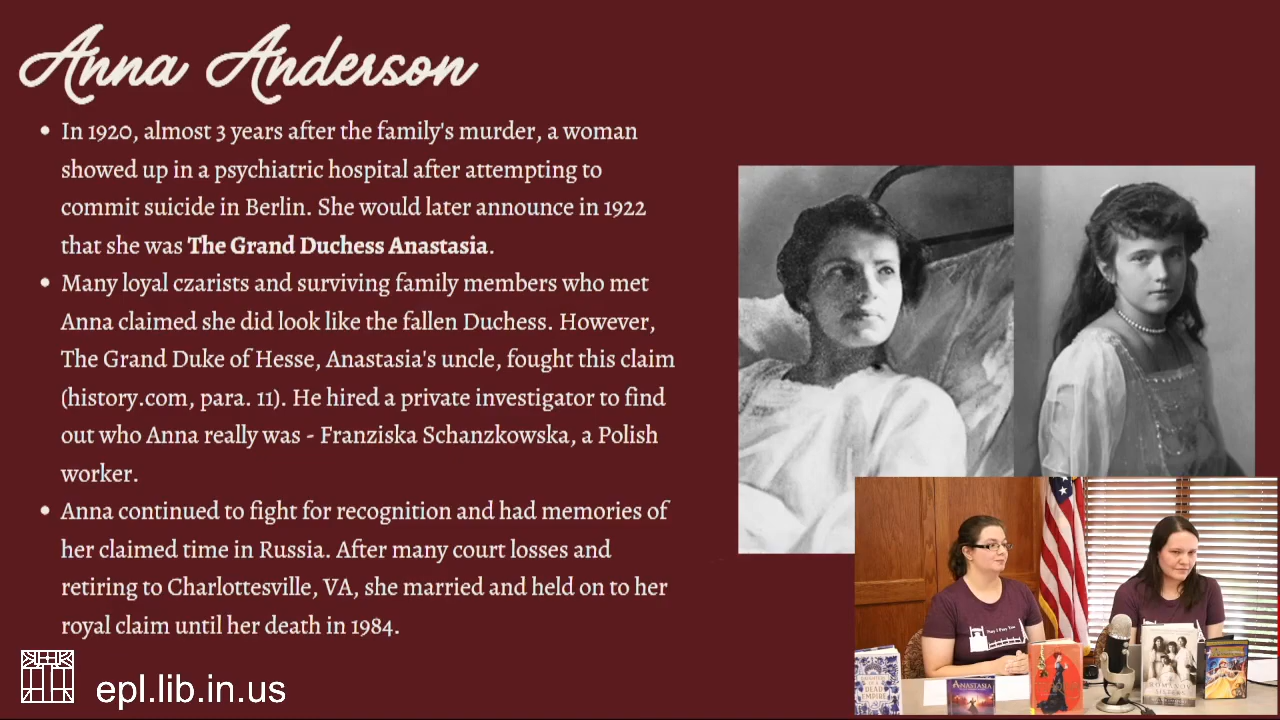 Anna Anderson
In 1920, almost 3 years after the family's murder, a woman
showed up in a psychiatric hospital after attempting to
commit suicide in Berlin. She would later announce in 1922
that she was The Grand Duchess Anastasia.
Many loyal czarists and surviving family members who met
Anna claimed she did look like the fallen Duchess. However,
The Grand Duke of Hesse, Anastasia's uncle, fought this claim
(history.com, para. 11). He hired a private investigator to find
out who Anna really was - Franziska Schanzkowska, a Polish
worker.
Anna continued to fight for recognition and had memories of
her claimed time in Russia. After many court losses and
retiring to Charlottesville, VA, she married and held on to her
royal claim until her death in 1984.
epl.lib.in.us
DAUGHTER
OF A
DEAD
EMPIRE
ANASTASIA
ROMANOV
SISTERS